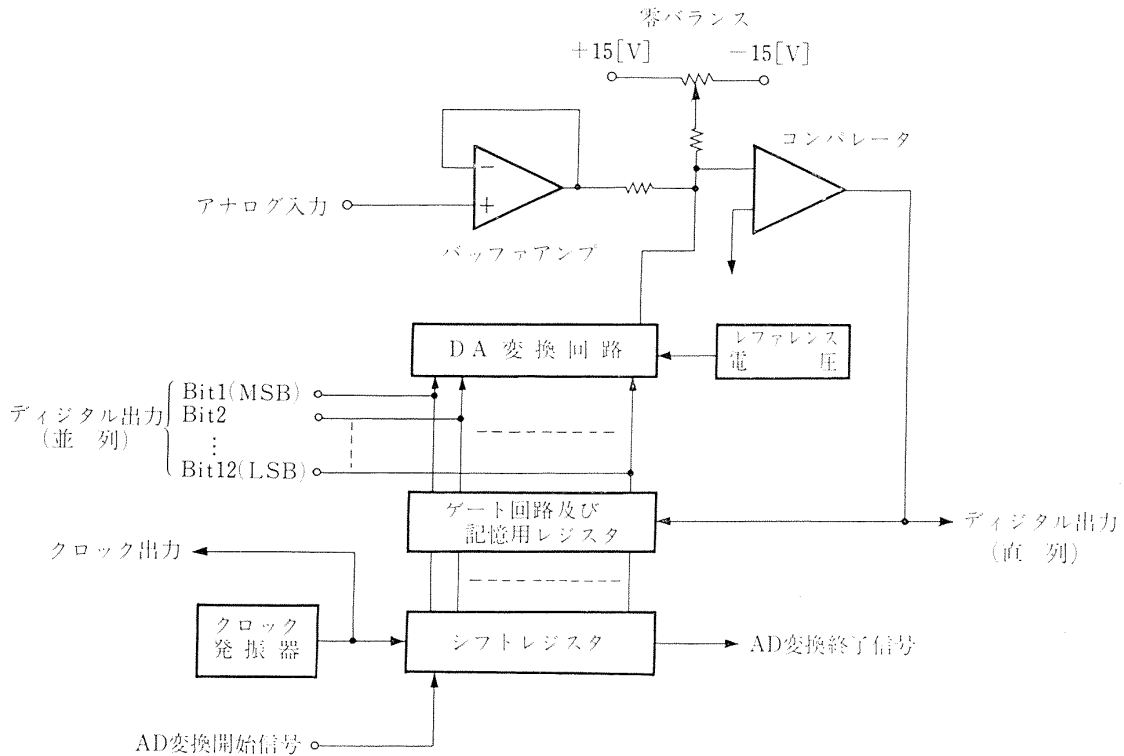 零バランス
+15[V]
−15[V]
コンパレータ
−
+
アナログ入力
バッファアンプ
DA変換回路
レファレンス
電圧
ディジタル出力
(並列)
Bit1(MSB)
Bit2
⋮
Bit12(LSB)
ゲート回路及び
記憶用レジスタ
ディジタル出力
(直列)
クロック出力
クロック
発振器
シフトレジスタ
AD変換終了信号
AD変換開始信号